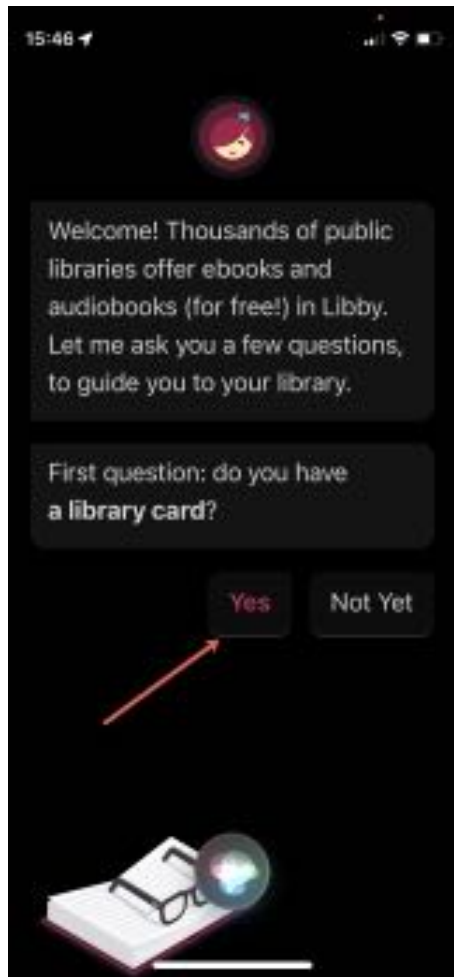 15:46
Welcome! Thousands of public
libraries offer ebooks and
audiobooks (for free!) in Libby.
Let me ask you a few questions,
to guide you to your library.
First question: do you have
a library card?
Yes
Not Yet